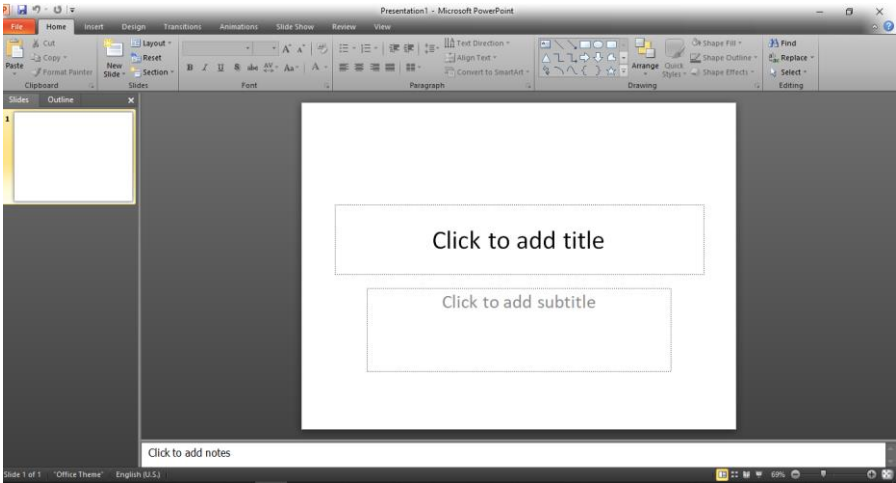 Presentation1 - Microsoft PowerPoint
File Home Insert Design Transitions Animations Slide Show Review View
Paste
Cut
Copy
Format Painter
Clipboard
New Slide
Layout
Reset
Section
Slides
B I U S abc AV Aa A
Font
Text Direction
Align Text
Convert to SmartArt
Paragraph
Arrange
Quick Styles
Shape Fill
Shape Outline
Shape Effects
Drawing
Find
Replace
Select
Editing
Slides Outline
1
Click to add title
Click to add subtitle
Click to add notes
Slide 1 of 1 "Office Theme" English (U.S.) 69%